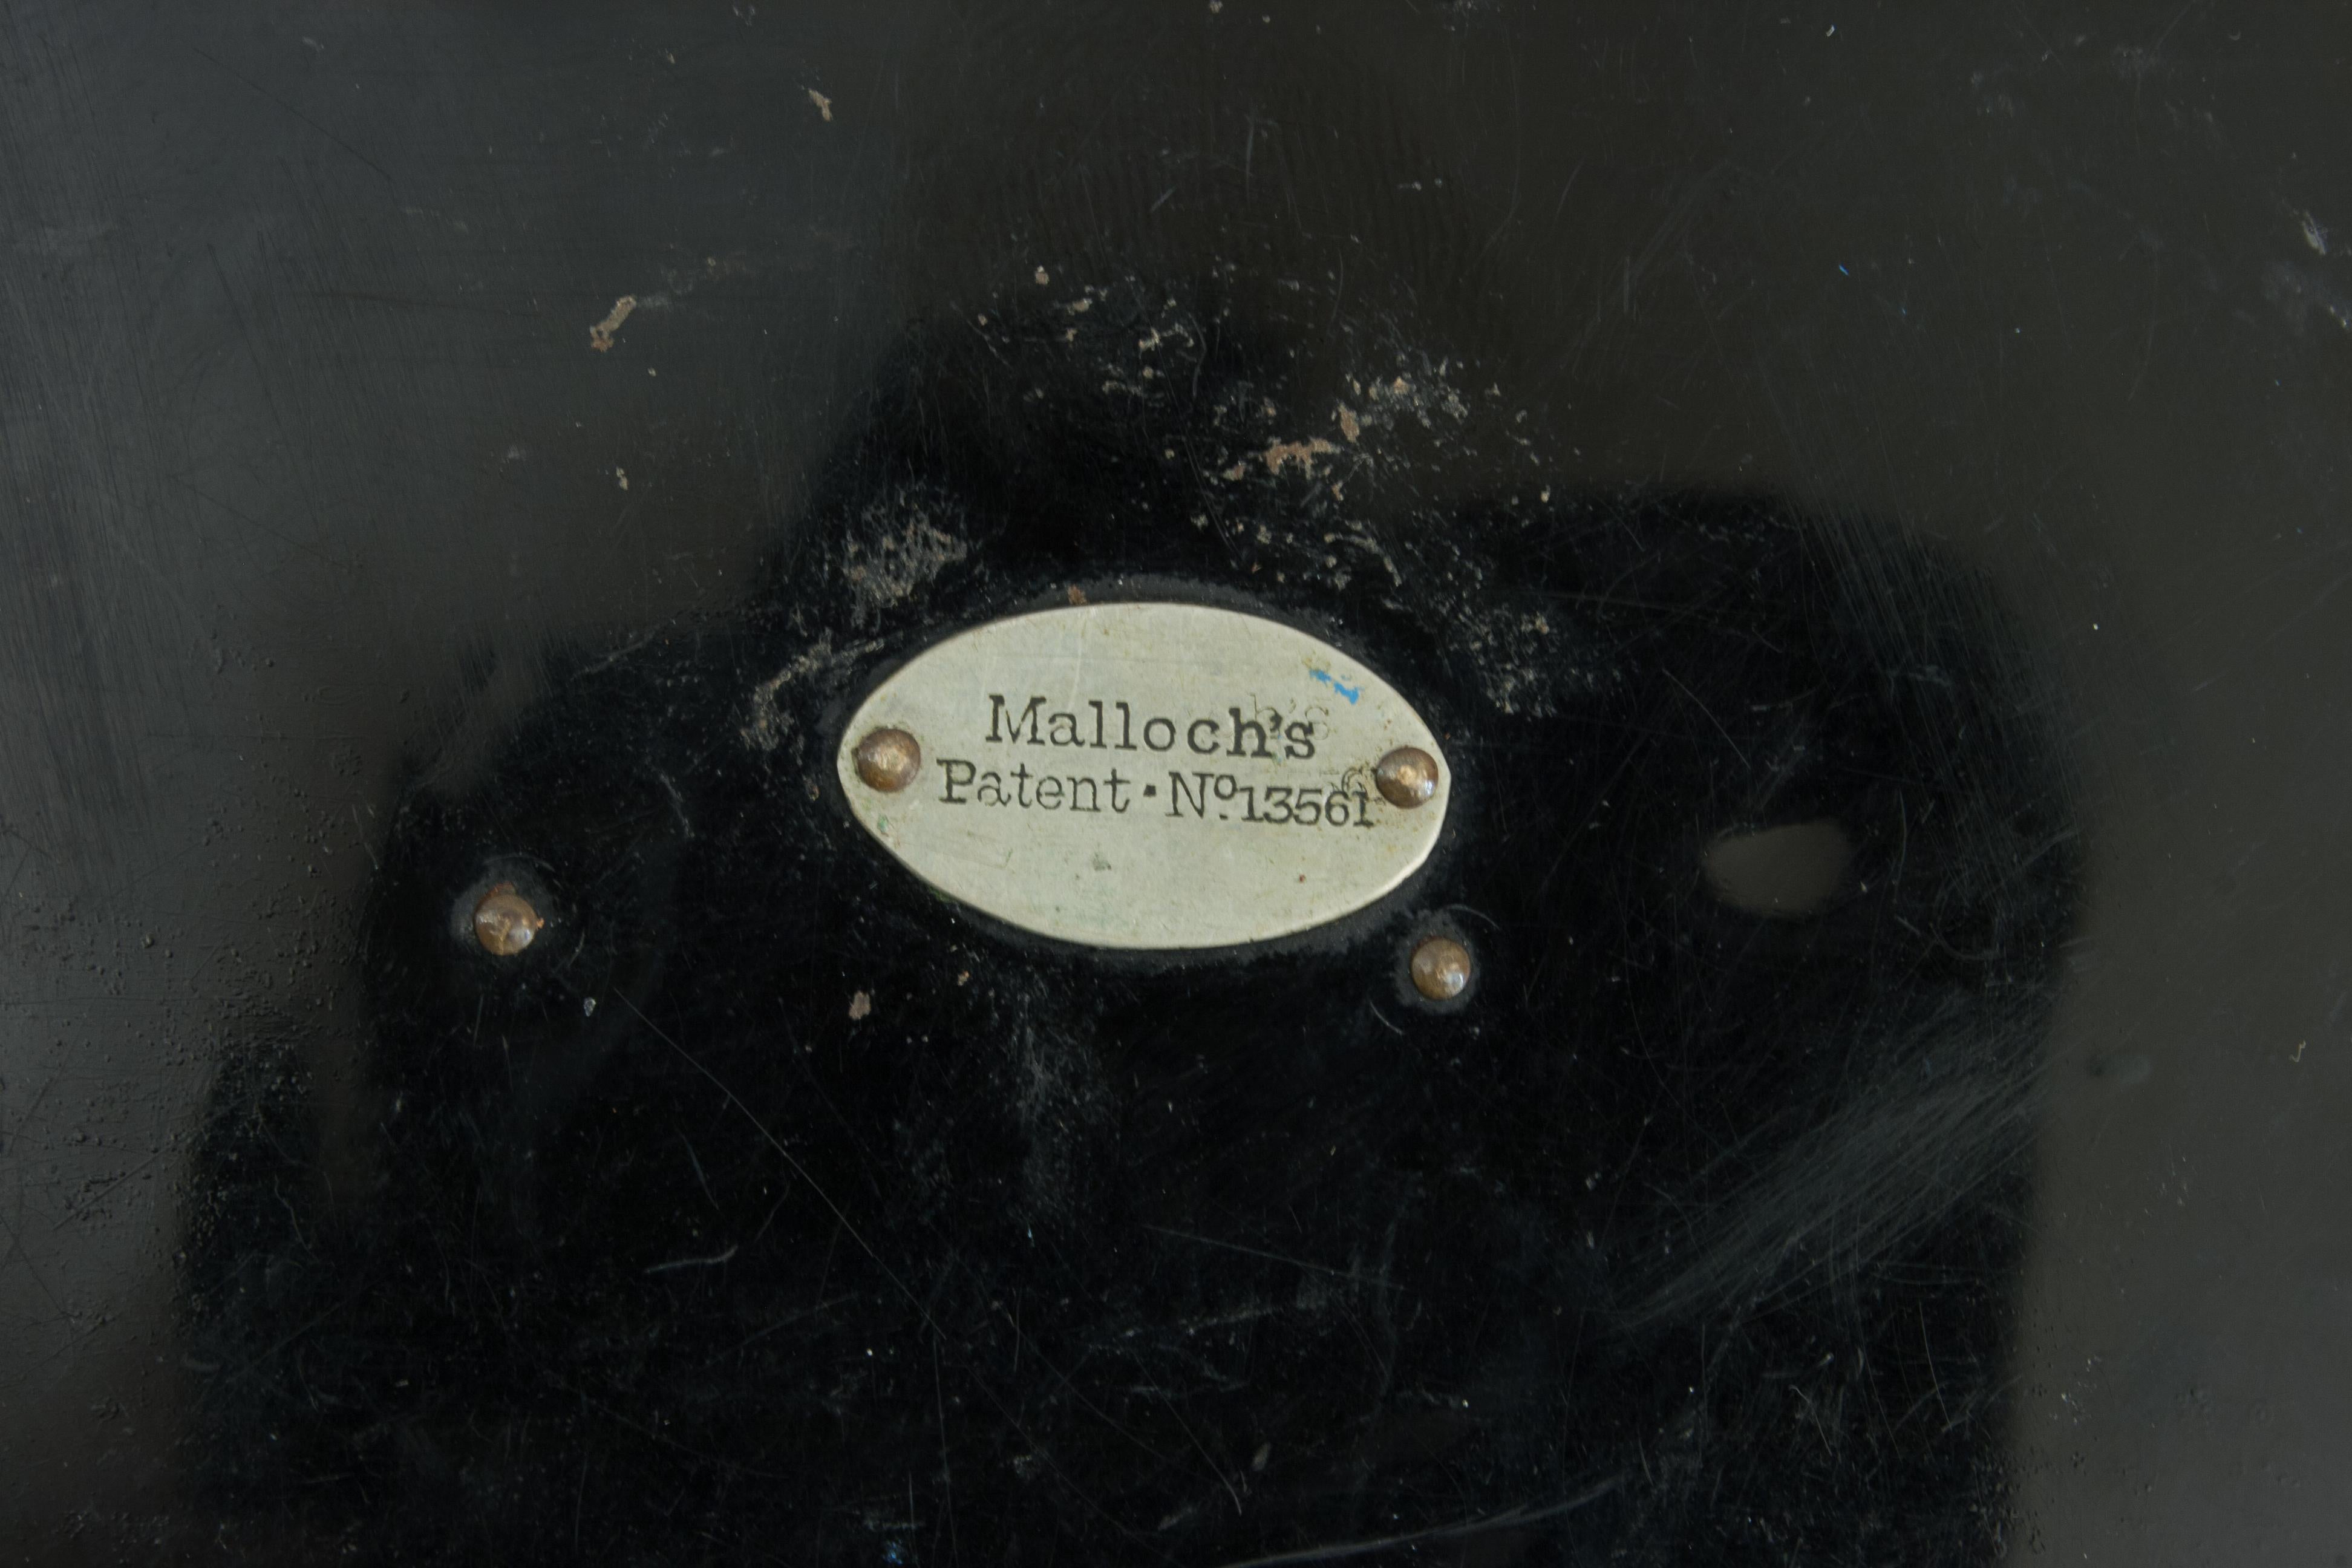 Malloch's
Patent · No. 13561